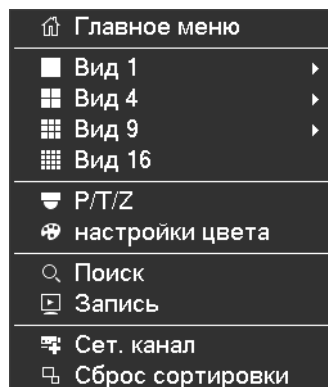 Главное меню
Вид 1
Вид 4
Вид 9
Вид 16
P/T/Z
настройки цвета
Поиск
Запись
Сет. канал
Сброс сортировки